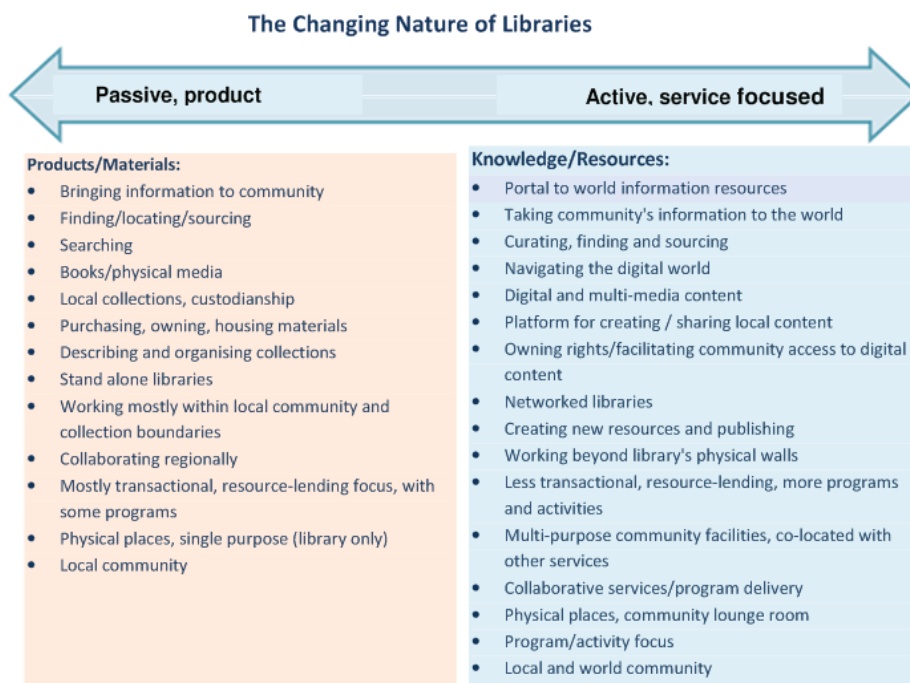 The Changing Nature of Libraries
Passive, product
Active, service focused
Products/Materials:
• Bringing information to community
• Finding/locating/sourcing
• Searching
• Books/physical media
• Local collections, custodianship
• Purchasing, owning, housing materials
• Describing and organising collections
• Stand alone libraries
• Working mostly within local community and
collection boundaries
• Collaborating regionally
• Mostly transactional, resource-lending focus, with
some programs
• Physical places, single purpose (library only)
• Local community
Knowledge/Resources:
• Portal to world information resources
• Taking community's information to the world
• Curating, finding and sourcing
• Navigating the digital world
• Digital and multi-media content
• Platform for creating / sharing local content
• Owning rights/facilitating community access to digital
content
• Networked libraries
• Creating new resources and publishing
• Working beyond library's physical walls
• Less transactional, resource-lending, more programs
and activities
• Multi-purpose community facilities, co-located with
other services
• Collaborative services/program delivery
• Physical places, community lounge room
• Program/activity focus
• Local and world community